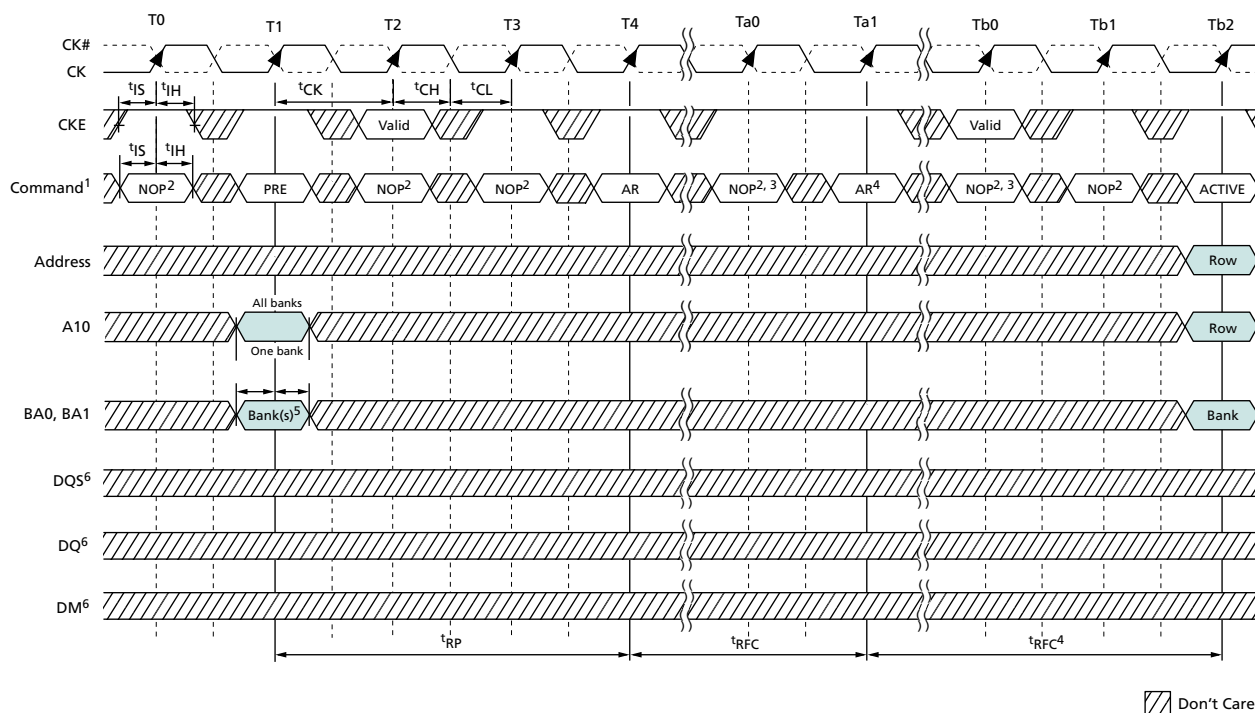 T0 T1 T2 T3 T4 Ta0 Ta1 Tb0 Tb1 Tb2
CK#
CK
tIS tIH tCK tCH tCL
CKE Valid Valid
tIS tIH
Command1 NOP2 PRE NOP2 NOP2 AR NOP2, 3 AR4 NOP2, 3 NOP2 ACTIVE
Address Row
All banks
A10 Row
One bank
BA0, BA1 Bank(s)5 Bank
DQS6
DQ6
DM6
tRP tRFC tRFC4
Don't Care